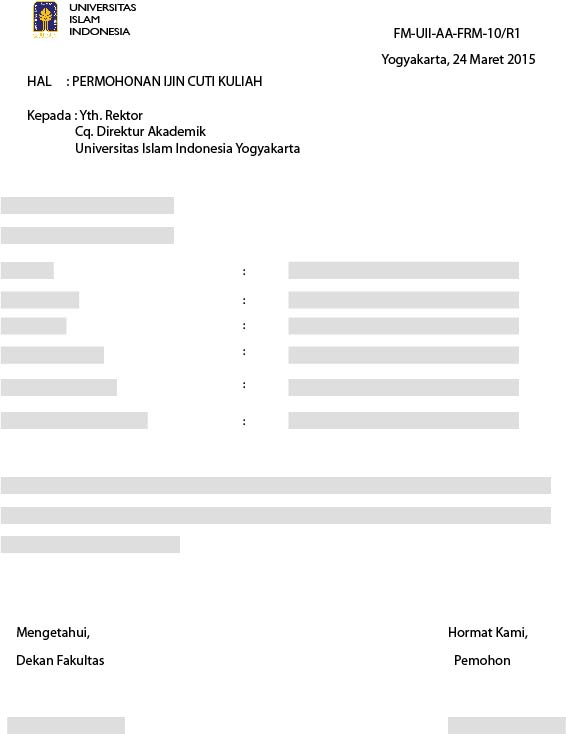 UNIVERSITAS
ISLAM
INDONESIA
FM-UII-AA-FRM-10/R1
Yogyakarta, 24 Maret 2015
HAL : PERMOHONAN IJIN CUTI KULIAH
Kepada : Yth. Rektor
Cq. Direktur Akademik
Universitas Islam Indonesia Yogyakarta
:
:
:
:
:
:
Mengetahui,
Hormat Kami,
Dekan Fakultas
Pemohon